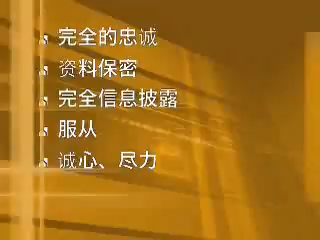 完全的忠诚
资料保密
完全信息披露
服从
诚心、尽力